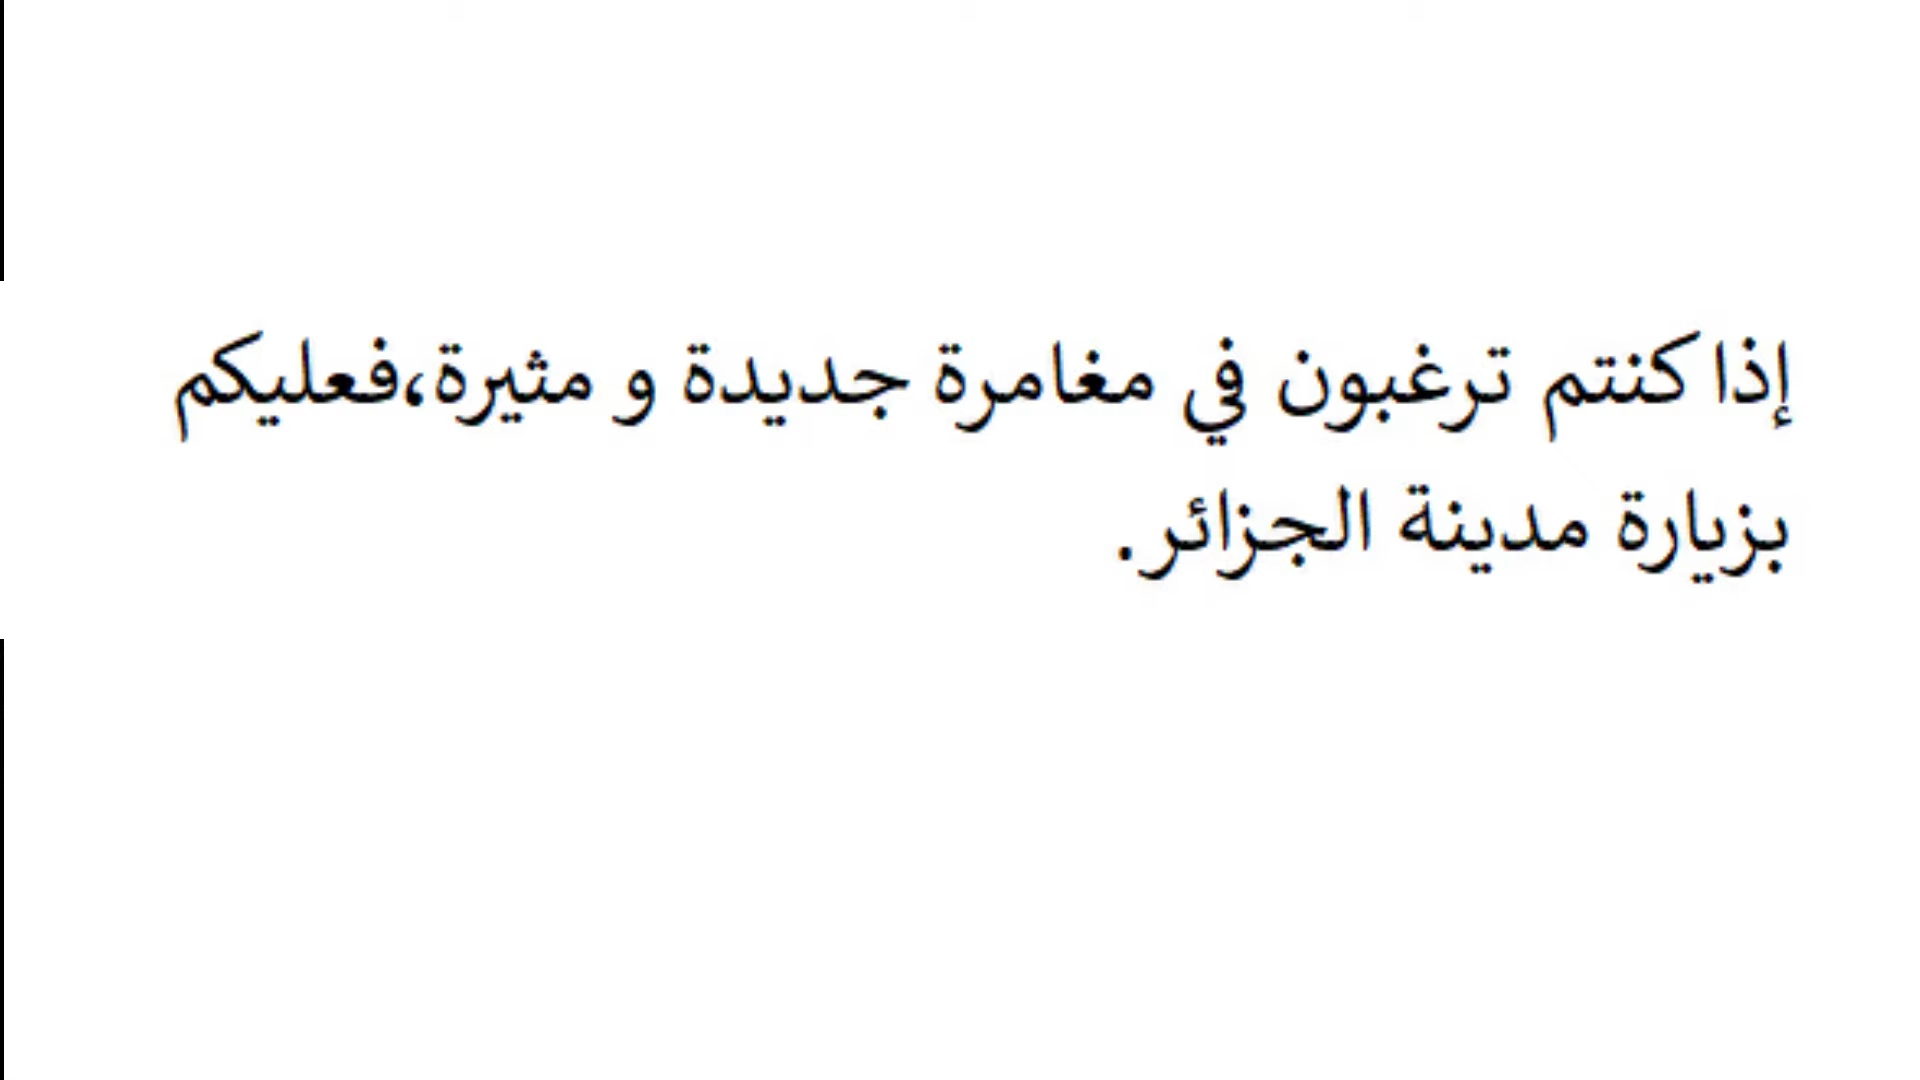 إذا كنتم ترغبون في مغامرة جديدة و مثيرة،فعليكم
بزيارة مدينة الجزائر.